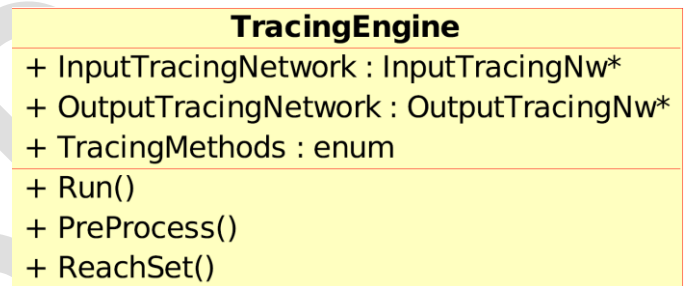 TracingEngine
+ InputTracingNetwork : InputTracingNw*
+ OutputTracingNetwork : OutputTracingNw*
+ TracingMethods : enum
+ Run()
+ PreProcess()
+ ReachSet()